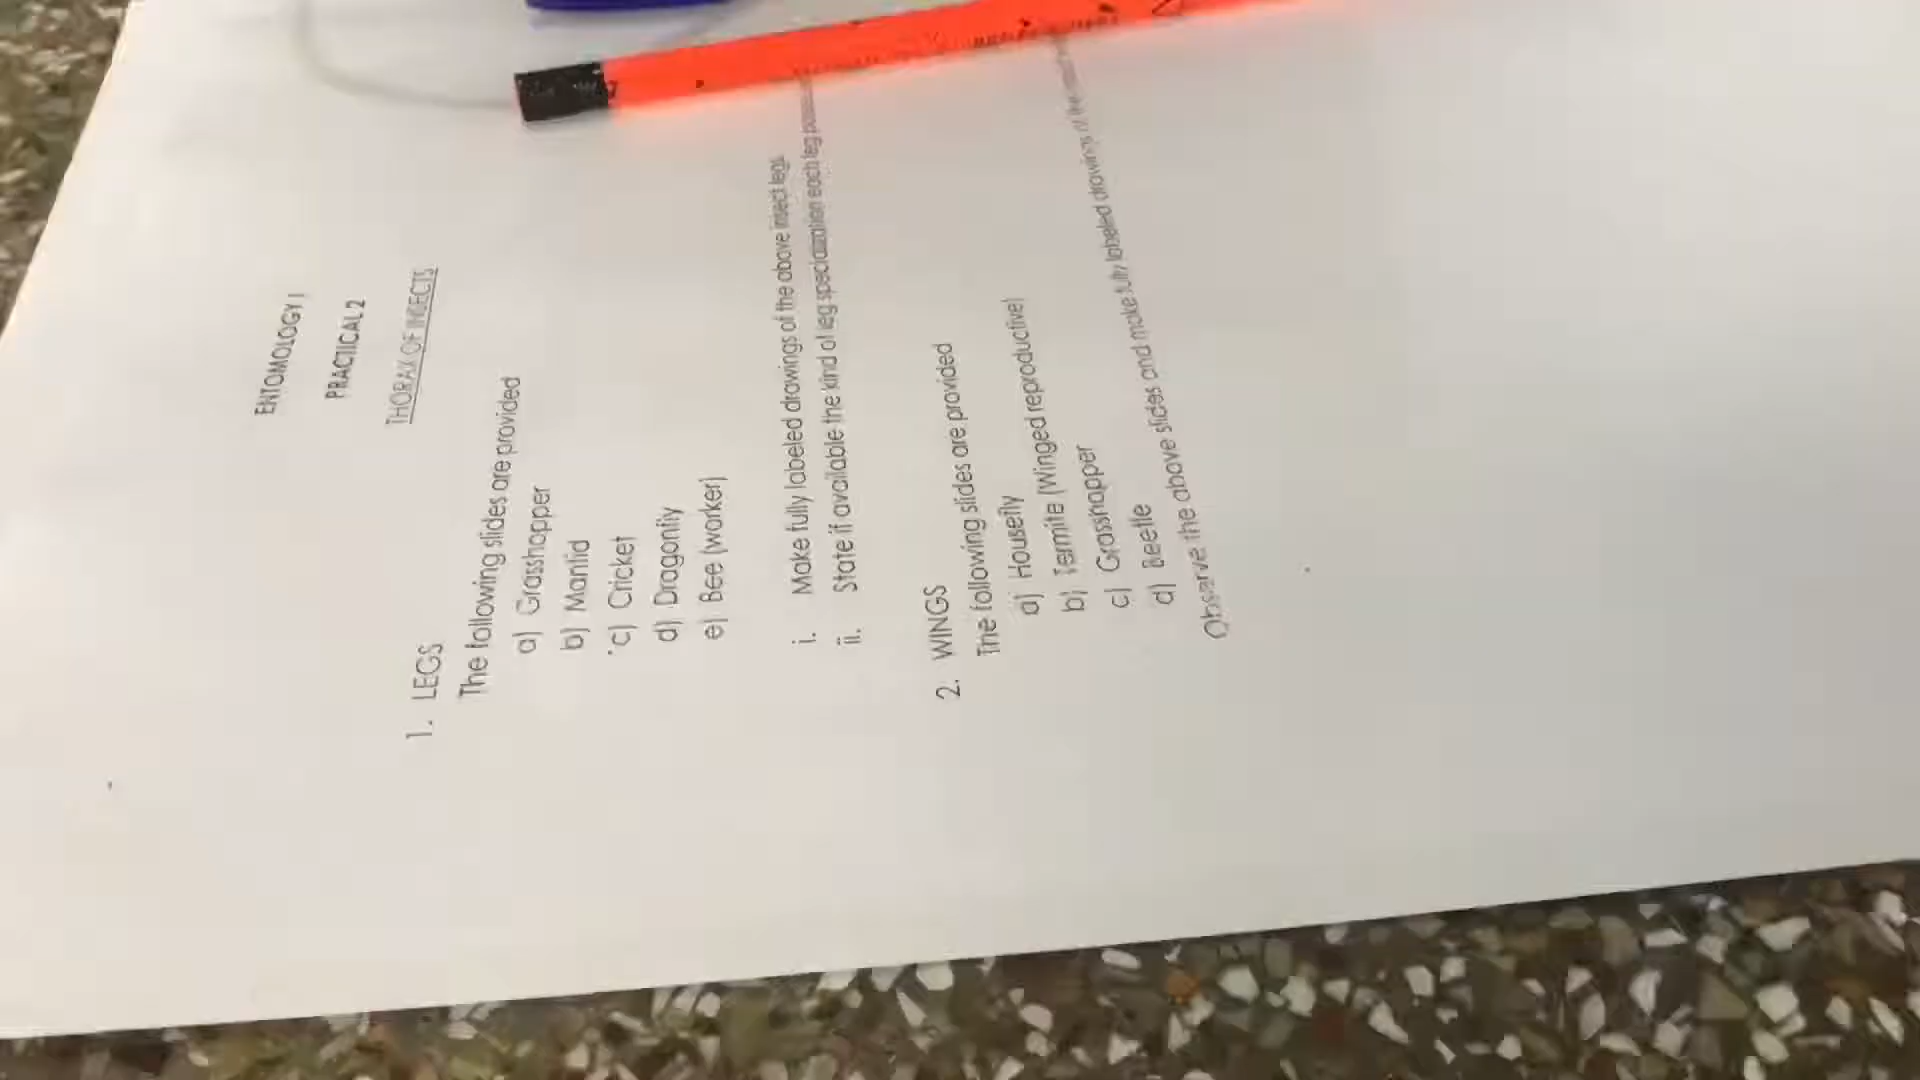 ENTOMOLOGY I
PRACTICAL 2
THORAX OF INSECTS
1. LEGS
The following slides are provided
a) Grasshopper
b) Mantid
c) Cricket
d) Dragonfly
e) Bee (worker)
i. Make fully labeled drawings of the above insect legs
ii. State if available the kind of leg specialization each leg
2. WINGS
The following slides are provided
a) Housefly
b) Termite (Winged reproductive)
c) Grasshopper
d) Beetle
Observe the above slides and make fully labeled drawings of the